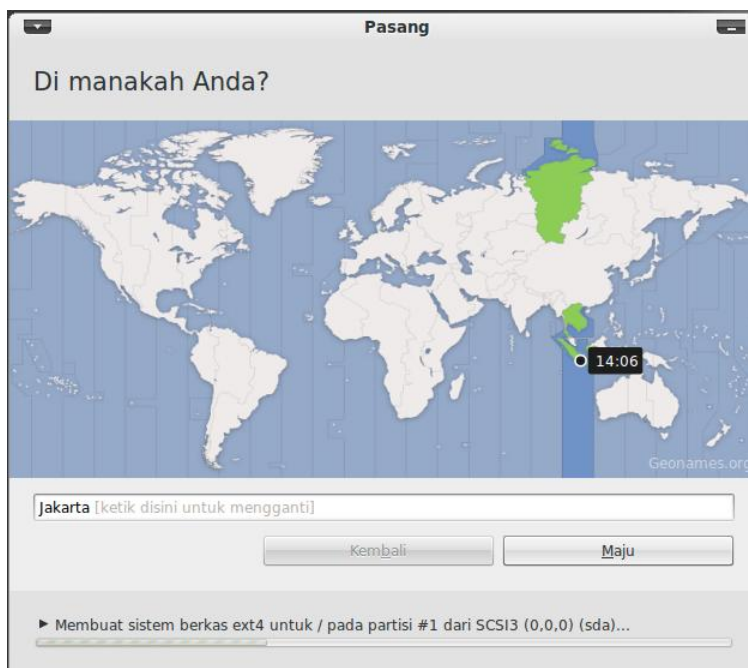 Pasang
Di manakah Anda?
14:06
Geonames.org
Jakarta [ketik disini untuk mengganti]
Kembali
Maju
Membuat sistem berkas ext4 untuk / pada partisi #1 dari SCSI3 (0,0,0) (sda)...